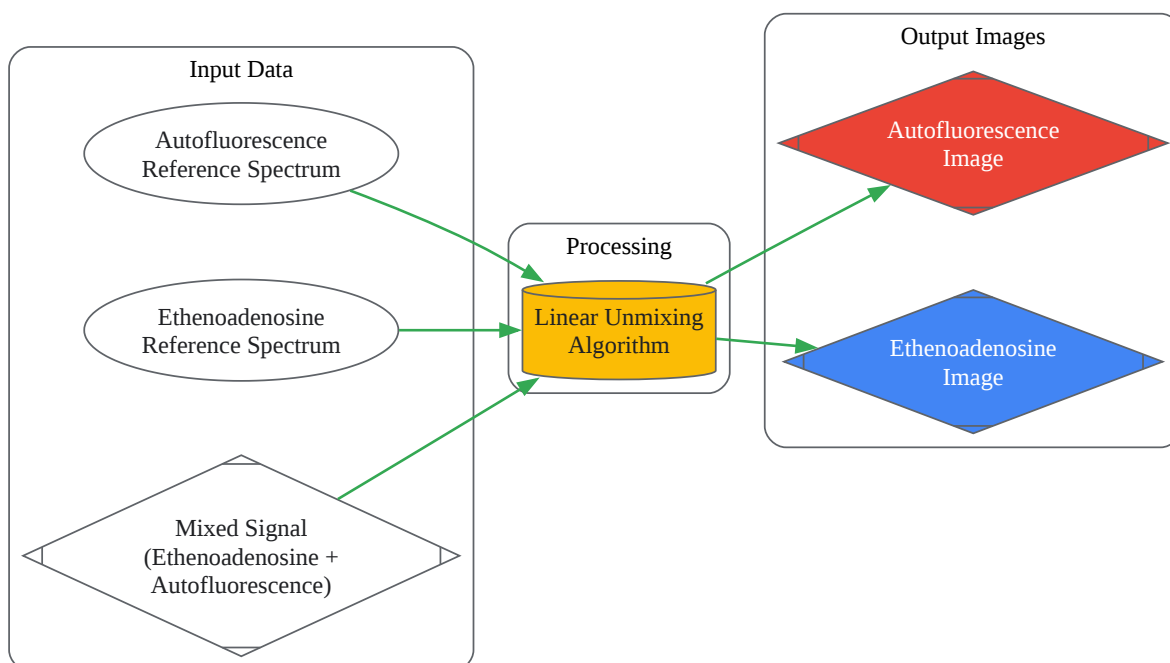 Input Data
Autofluorescence
Reference Spectrum
Ethenoadenosine
Reference Spectrum
Mixed Signal
(Ethenoadenosine +
Autofluorescence)
Processing
Linear Unmixing
Algorithm
Output Images
Autofluorescence
Image
Ethenoadenosine
Image